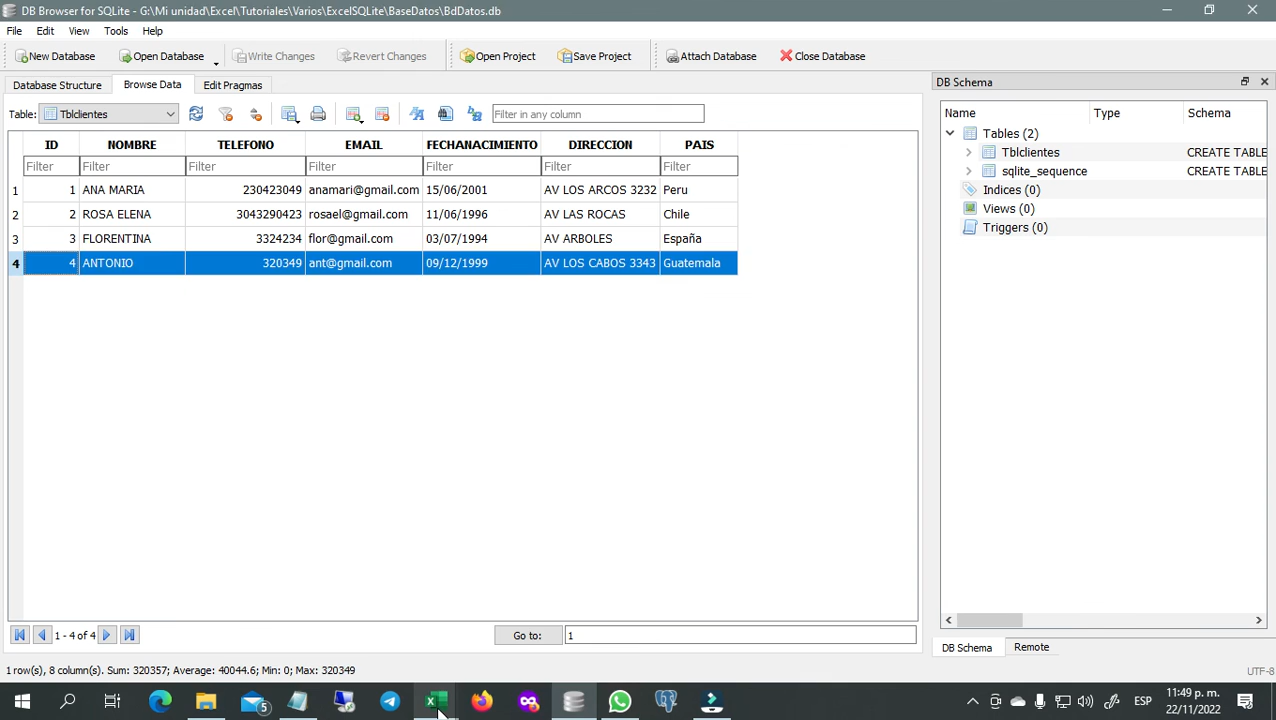 DB Browser for SQLite - G:\Mi unidad\Excel\Tutoriales\Varios\ExcelSQLite\BaseDatos\BdDatos.db
File Edit View Tools Help
New Database Open Database Write Changes Revert Changes Open Project Save Project Attach Database Close Database
Database Structure Browse Data Edit Pragmas
DB Schema
Table: Tblclientes Filter in any column
Name Type Schema
ID NOMBRE TELEFONO EMAIL FECHANACIMIENTO DIRECCION PAIS
Filter Filter Filter Filter Filter Filter Filter
1 1 ANA MARIA 230423049 anamari@gmail.com 15/06/2001 AV LOS ARCOS 3232 Peru
2 2 ROSA ELENA 3043290423 rosael@gmail.com 11/06/1996 AV LAS ROCAS Chile
3 3 FLORENTINA 3324234 flor@gmail.com 03/07/1994 AV ARBOLES España
4 4 ANTONIO 320349 ant@gmail.com 09/12/1999 AV LOS CABOS 3343 Guatemala
Tables (2)
Tblclientes CREATE TABLE
sqlite_sequence CREATE TABLE
Indices (0)
Views (0)
Triggers (0)
1 - 4 of 4 Go to: 1
DB Schema Remote
1 row(s), 8 column(s). Sum: 320357; Average: 40044.6; Min: 0; Max: 320349 UTF-8
5
ESP
11:49 p. m.
22/11/2022